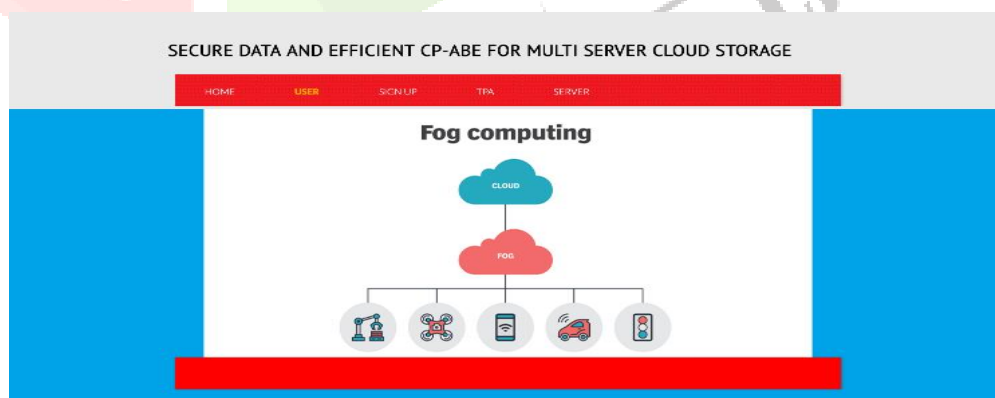 SECURE DATA AND EFFICIENT CP-ABE FOR MULTI SERVER CLOUD STORAGE
HOME USER SIGN UP TPA SERVER
Fog computing
CLOUD
FOG